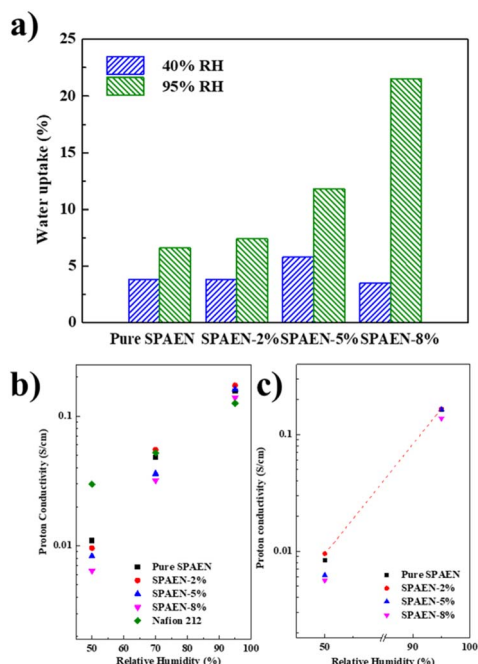 a)
25
20
15
10
5
0
Water uptake (%)
40% RH
95% RH
Pure SPAEN SPAEN-2% SPAEN-5% SPAEN-8%
b)
0.1
0.01
Proton Conductivity (S/cm)
Pure SPAEN
SPAEN-2%
SPAEN-5%
SPAEN-8%
Nafion 212
50 60 70 80 90 100
Relative Humidity (%)
c)
0.1
0.01
Proton conductivity (S/cm)
Pure SPAEN
SPAEN-2%
SPAEN-5%
SPAEN-8%
50 90 100
Relative Humidity (%)